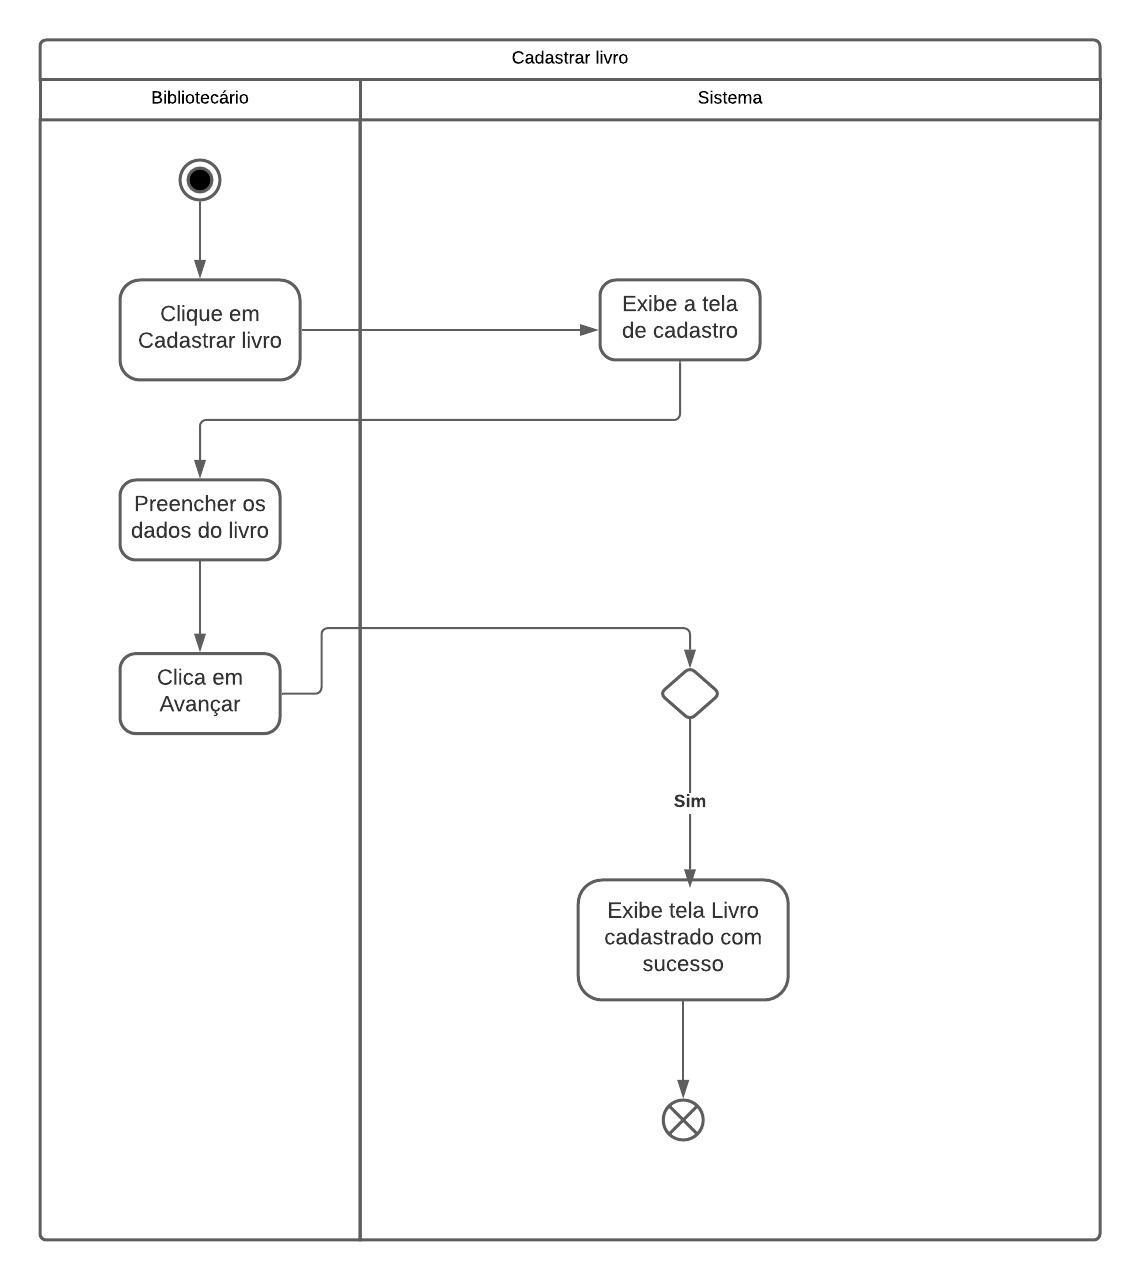 Cadastrar livro
Bibliotecário
Sistema
Clique em
Cadastrar livro
Exibe a tela
de cadastro
Preencher os
dados do livro
Clica em
Avançar
Sim
Exibe tela Livro
cadastrado com
sucesso